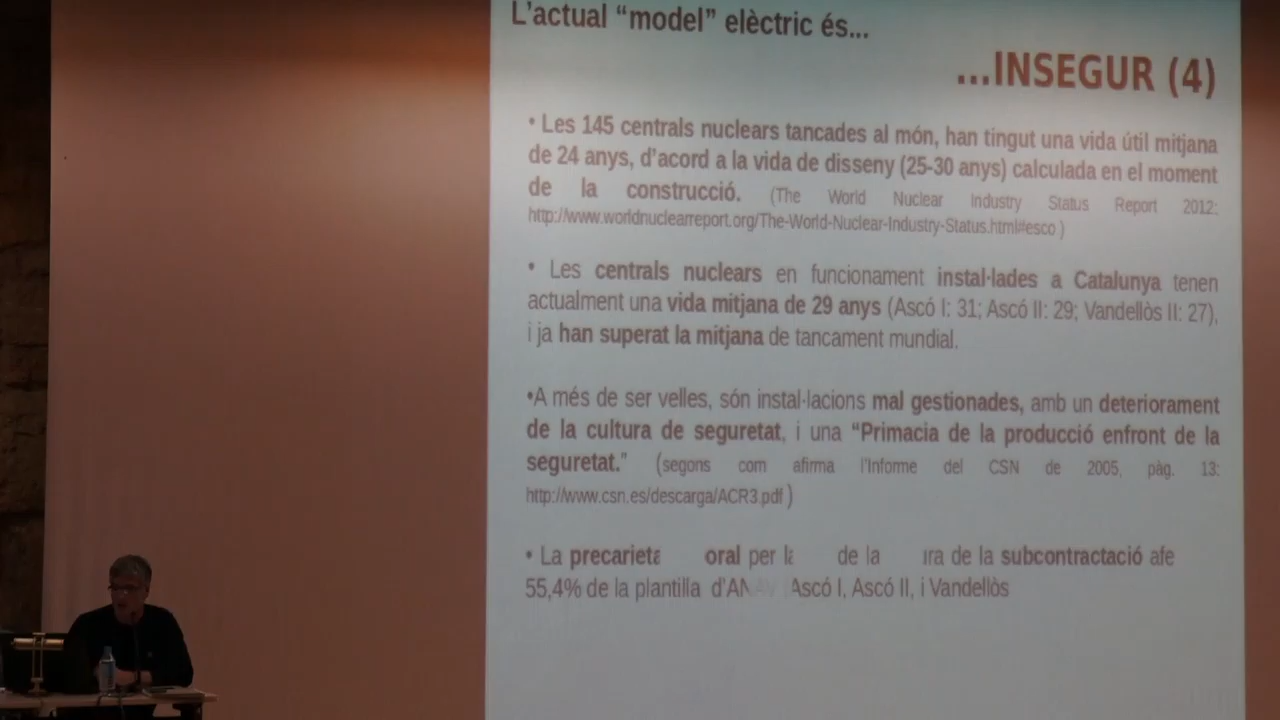 L'actual “model” elèctric és...
...INSEGUR (4)
• Les 145 centrals nuclears tancades al món, han tingut una vida útil mitjana
de 24 anys, d'acord a la vida de disseny (25-30 anys) calculada en el moment
de la construcció. (The World Nuclear Industry Status Report 2012:
http://www.worldnuclearreport.org/The-World-Nuclear-Industry-Status.html#esco )
• Les centrals nuclears en funcionament instal·lades a Catalunya tenen
actualment una vida mitjana de 29 anys (Ascó I: 31; Ascó II: 29; Vandellòs II: 27),
i ja han superat la mitjana de tancament mundial.
•A més de ser velles, són instal·lacions mal gestionades, amb un deteriorament
de la cultura de seguretat, i una “Primacia de la producció enfront de la
seguretat.” (segons com afirma l'Informe del CSN de 2005, pàg. 13:
http://www.csn.es/descarga/ACR3.pdf )
• La per de la de la subcontractació
55,4% de la plantilla Ascó I, Ascó II, i Vandellòs